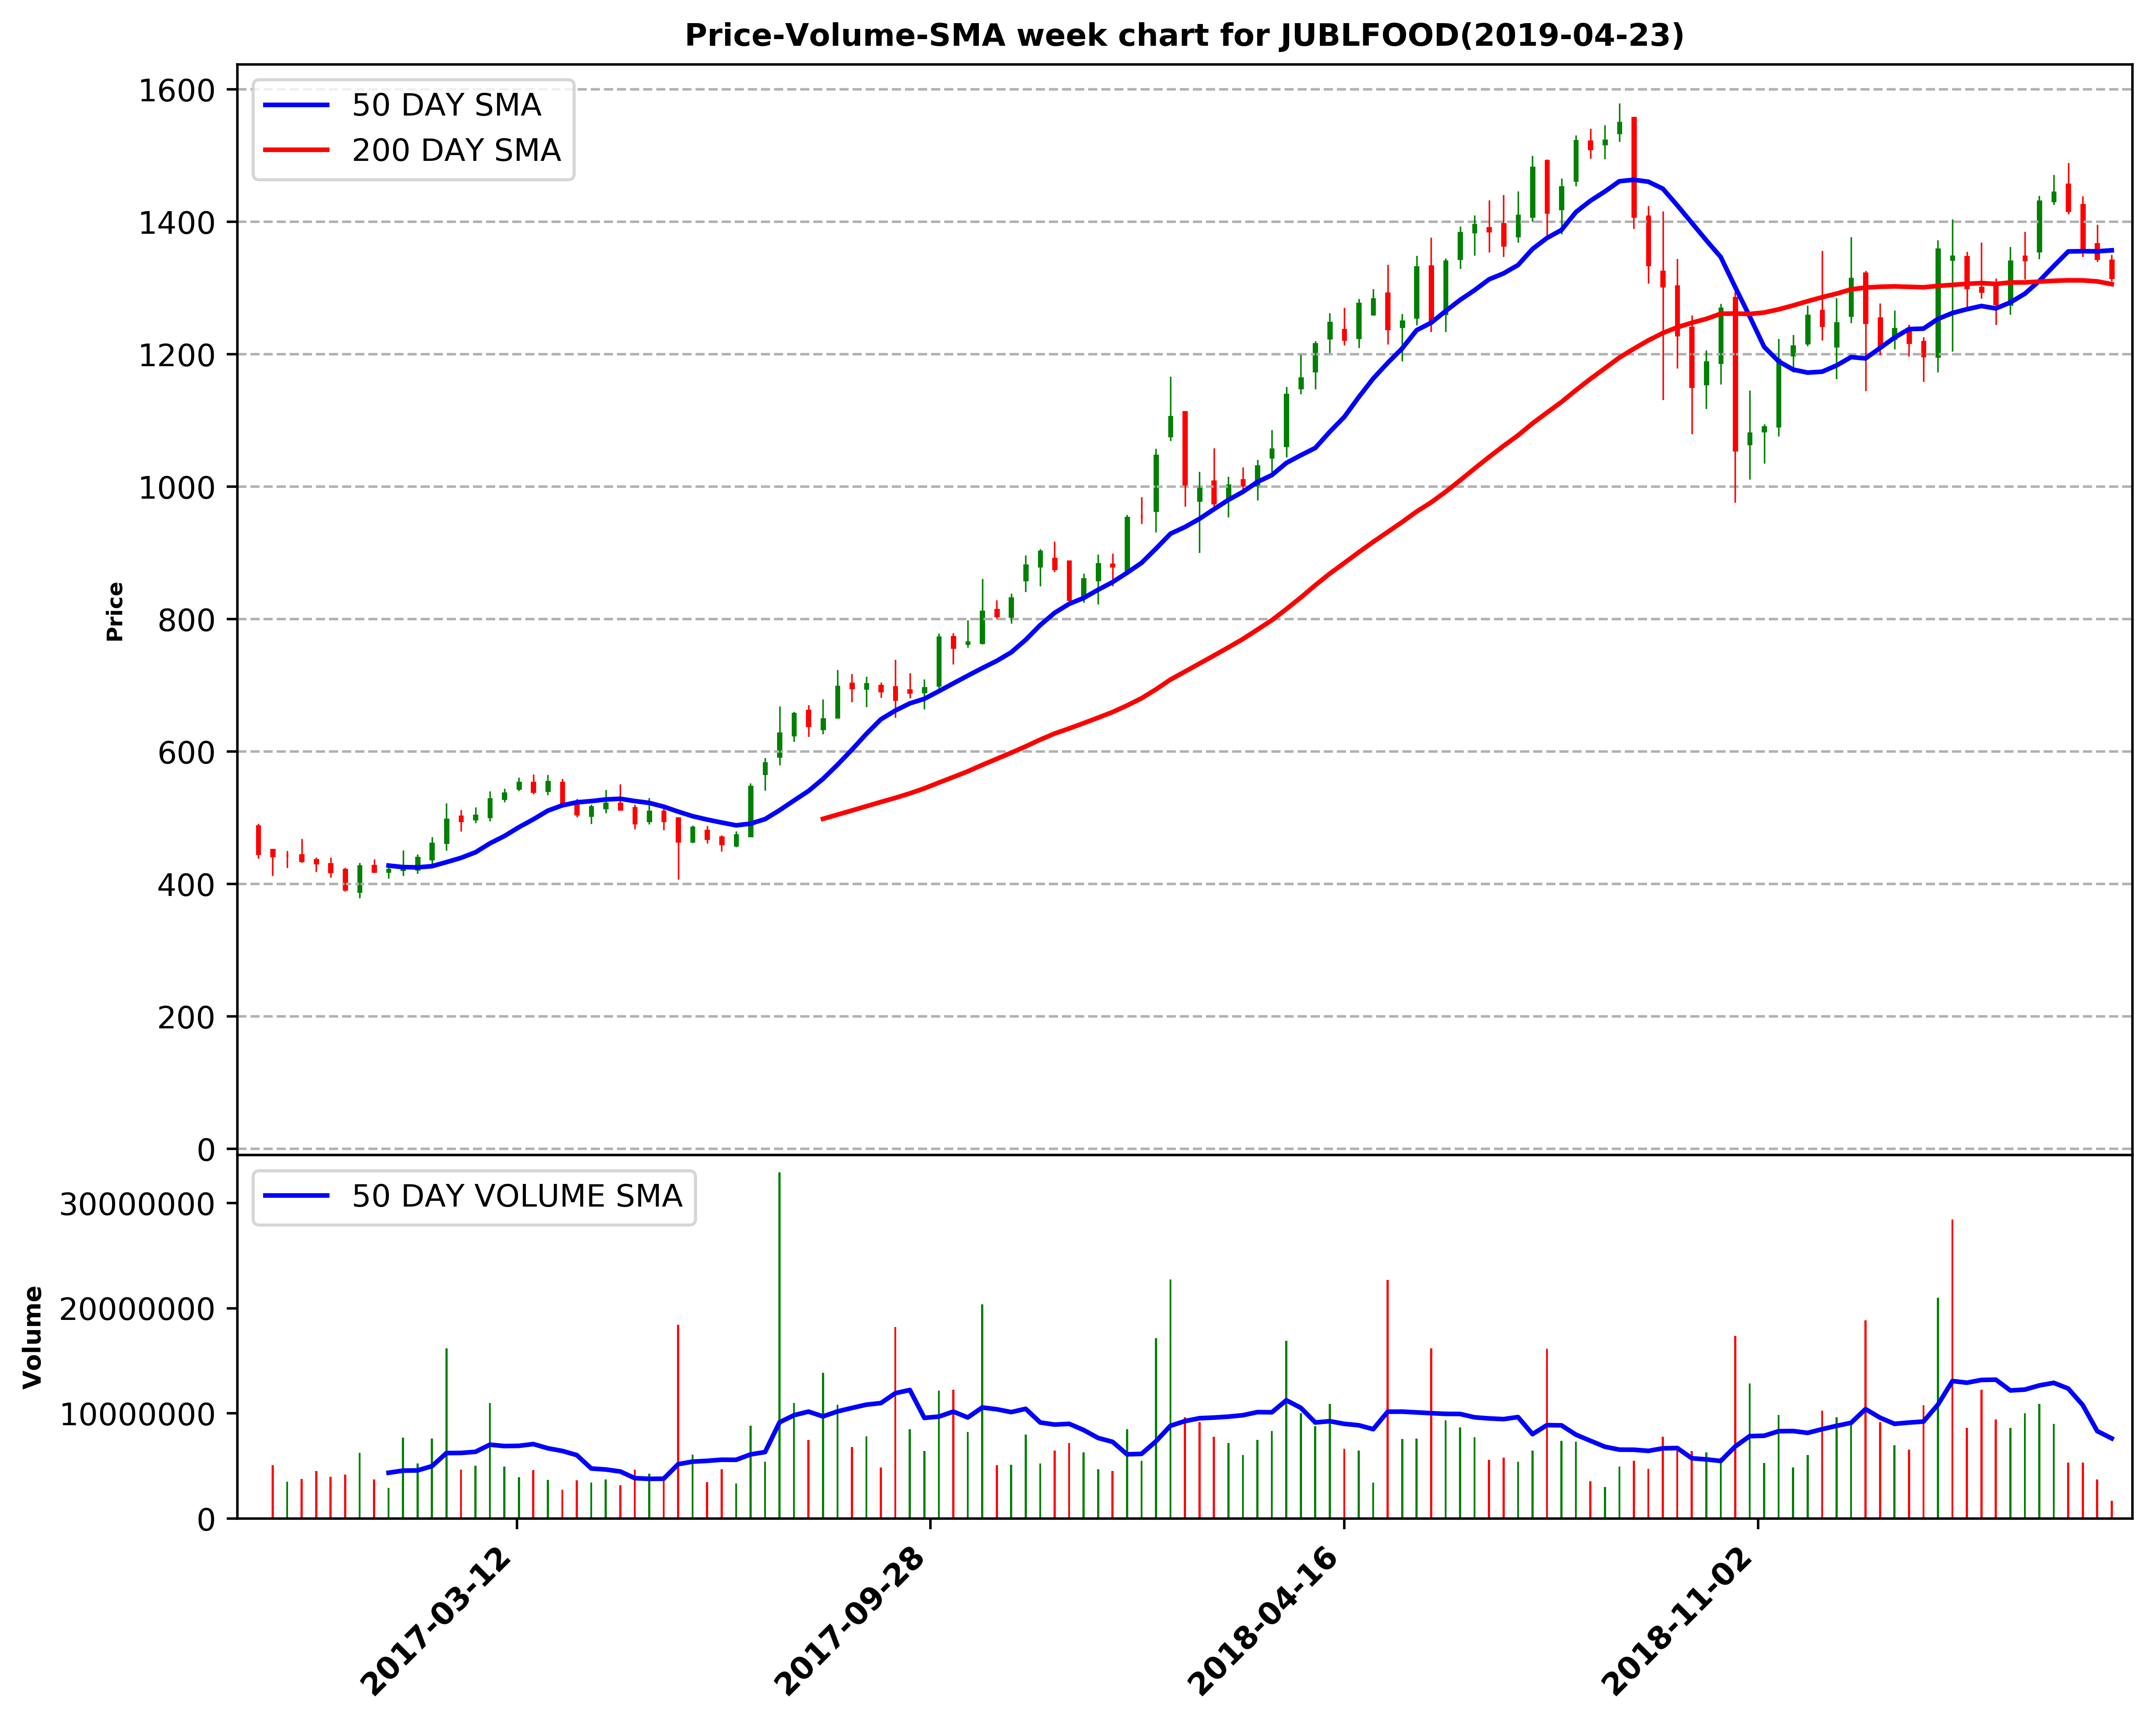 Price-Volume-SMA week chart for JUBLFOOD(2019-04-23)
50 DAY SMA
200 DAY SMA
1600
1400
1200
1000
800
600
400
200
0
Price
50 DAY VOLUME SMA
30000000
20000000
10000000
0
Volume
2017-03-12
2017-09-28
2018-04-16
2018-11-02